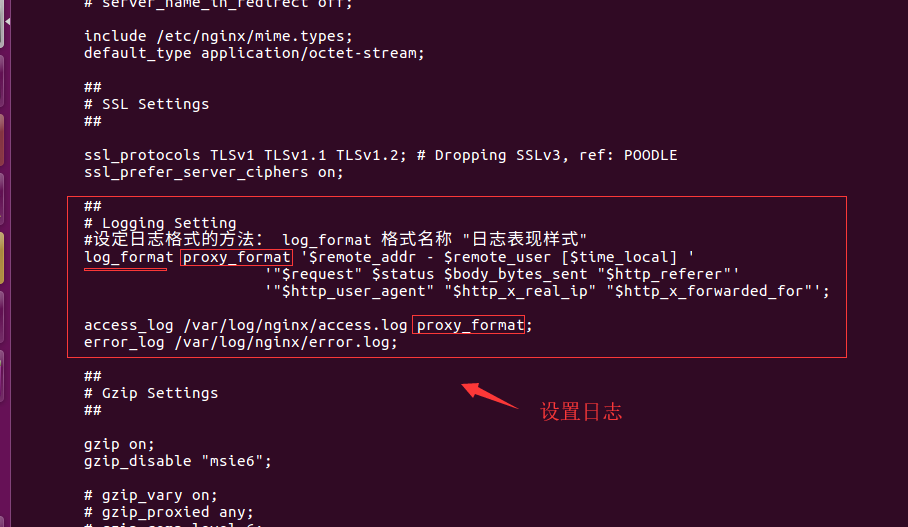 # server_name_in_redirect off;
include /etc/nginx/mime.types;
default_type application/octet-stream;
##
# SSL Settings
##
ssl_protocols TLSv1 TLSv1.1 TLSv1.2; # Dropping SSLv3, ref: POODLE
ssl_prefer_server_ciphers on;
##
# Logging Setting
#设定日志格式的方法： log_format 格式名称 "日志表现样式"
log_format proxy_format '$remote_addr - $remote_user [$time_local] '
'"$request" $status $body_bytes_sent "$http_referer"'
'"$http_user_agent" "$http_x_real_ip" "$http_x_forwarded_for"';
access_log /var/log/nginx/access.log proxy_format;
error_log /var/log/nginx/error.log;
##
# Gzip Settings
##
设置日志
gzip on;
gzip_disable "msie6";
# gzip_vary on;
# gzip_proxied any;